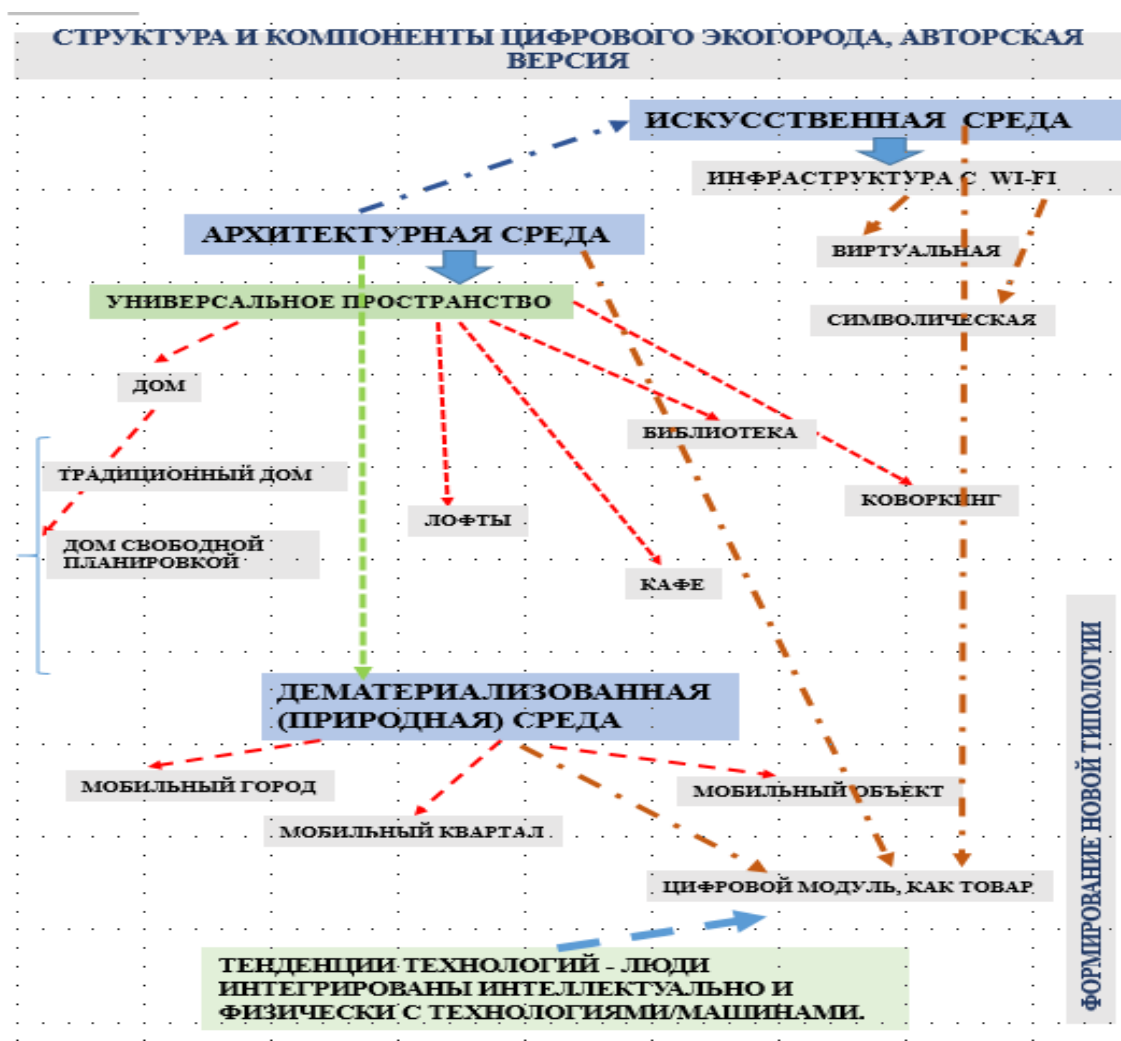 СТРУКТУРА И КОМПОНЕНТЫ ЦИФРОВОГО ЭКОГОРОДА, АВТОРСКАЯ
ВЕРСИЯ
ИСКУССТВЕННАЯ СРЕДА
ИНФРАСТРУКТУРА С WI-FI
АРХИТЕКТУРНАЯ СРЕДА
ВИРТУАЛЬНАЯ
УНИВЕРСАЛЬНОЕ ПРОСТРАНСТВО
СИМВОЛИЧЕСКАЯ
ДОМ
БИБЛИОТЕКА
ТРАДИЦИОННЫЙ ДОМ
КОВОРКИНГ
ЛОФТЫ
ДОМ СВОБОДНОЙ
ПЛАНИРОВКОЙ
КАФЕ
ДЕМАТЕРИАЛИЗОВАННАЯ
(ПРИРОДНАЯ) СРЕДА
МОБИЛЬНЫЙ ГОРОД
МОБИЛЬНЫЙ ОБЪЕКТ
МОБИЛЬНЫЙ КВАРТАЛ
ЦИФРОВОЙ МОДУЛЬ, КАК ТОВАР
ТЕНДЕНЦИИ ТЕХНОЛОГИЙ - ЛЮДИ
ИНТЕГРИРОВАНЫ ИНТЕЛЛЕКТУАЛЬНО И
ФИЗИЧЕСКИ С ТЕХНОЛОГИЯМИ/МАШИНАМИ.
ФОРМИРОВАНИЕ НОВОЙ ТИПОЛОГИИ